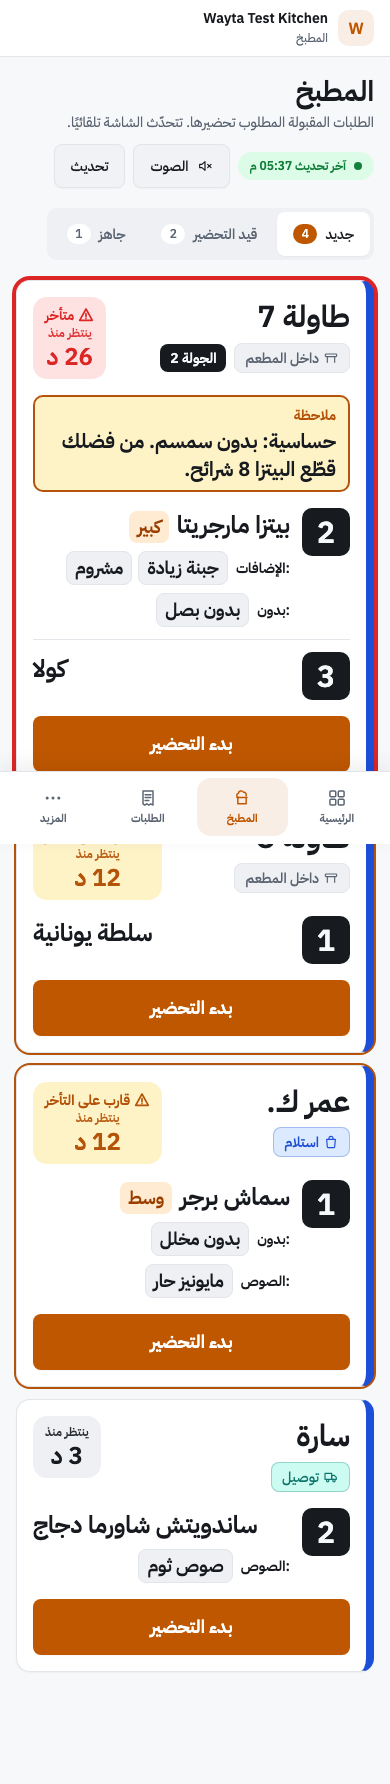 Wayta Test Kitchen
W
المطبخ
المطبخ
الطلبات المقبولة المطلوب تحضيرها. تتحدّث الشاشة تلقائيًا.
آخر تحديث 05:37 م
الصوت
تحديث
جديد 4
قيد التحضير 2
جاهز 1
طاولة 7
داخل المطعم
الجولة 2
متأخر
ينتظر منذ
26 د
ملاحظة
حساسية: بدون سمسم. من فضلك
قطّع البيتزا 8 شرائح.
2 بيتزا مارجريتا كبير
الإضافات: جبنة زيادة مشروم
بدون: بدون بصل
3 كولا
بدء التحضير
الرئيسية
المطبخ
الطلبات
المزيد
داخل المطعم
ينتظر منذ
12 د
1 سلطة يونانية
بدء التحضير
عمر ك.
استلام
قارب على التأخر
ينتظر منذ
12 د
1 سماش برجر وسط
بدون: بدون مخلل
الصوص: مايونيز حار
بدء التحضير
سارة
توصيل
ينتظر منذ
3 د
2 ساندويتش شاورما دجاج
الصوص: صوص ثوم
بدء التحضير